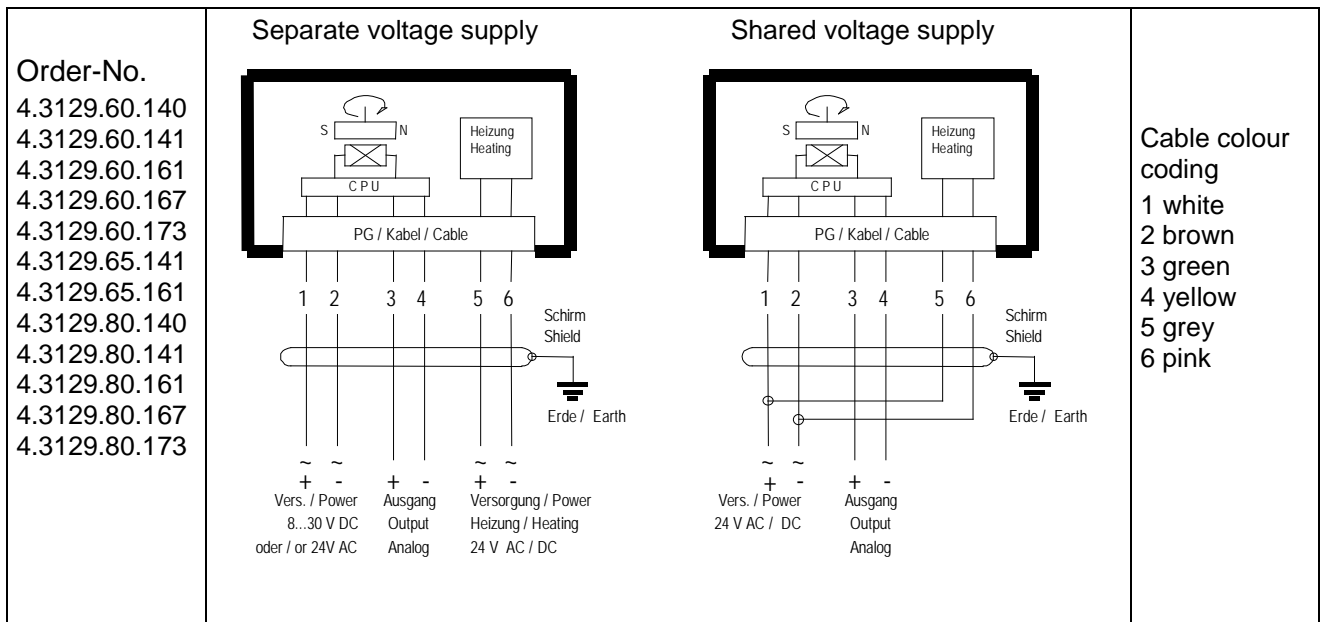 Order-No.
4.3129.60.140
4.3129.60.141
4.3129.60.161
4.3129.60.167
4.3129.60.173
4.3129.65.141
4.3129.65.161
4.3129.80.140
4.3129.80.141
4.3129.80.161
4.3129.80.167
4.3129.80.173
Separate voltage supply
S N
Heizung
Heating
CPU
PG / Kabel / Cable
1 2 3 4 5 6
Schirm
Shield
Erde / Earth
~ ~ ~ ~
+ - + - + -
Vers. / Power
8...30 V DC
oder / or 24V AC
Ausgang
Output
Analog
Versorgung / Power
Heizung / Heating
24 V AC / DC
Shared voltage supply
S N
Heizung
Heating
CPU
PG / Kabel / Cable
1 2 3 4 5 6
Schirm
Shield
Erde / Earth
~ ~
+ - + -
Vers. / Power
24 V AC / DC
Ausgang
Output
Analog
Cable colour
coding
1 white
2 brown
3 green
4 yellow
5 grey
6 pink